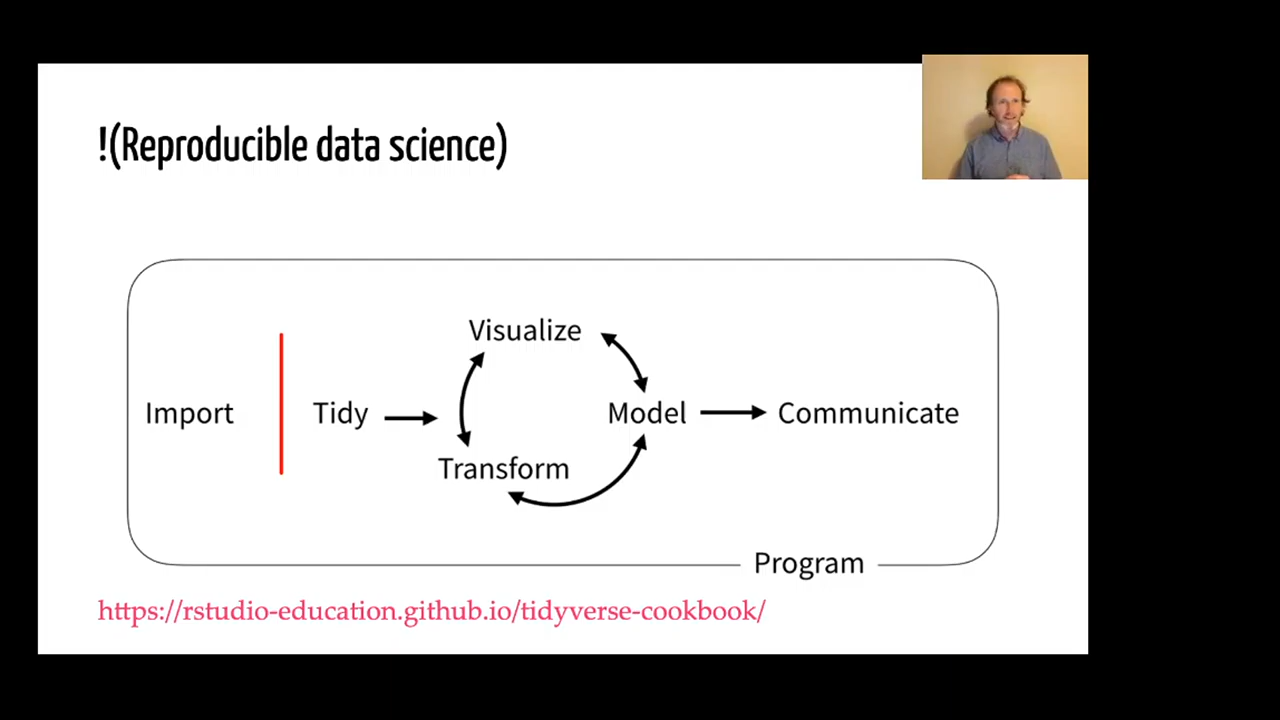 !(Reproducible data science)
Visualize
Import
Tidy
Model
Communicate
Transform
Program
https://rstudio-education.github.io/tidyverse-cookbook/